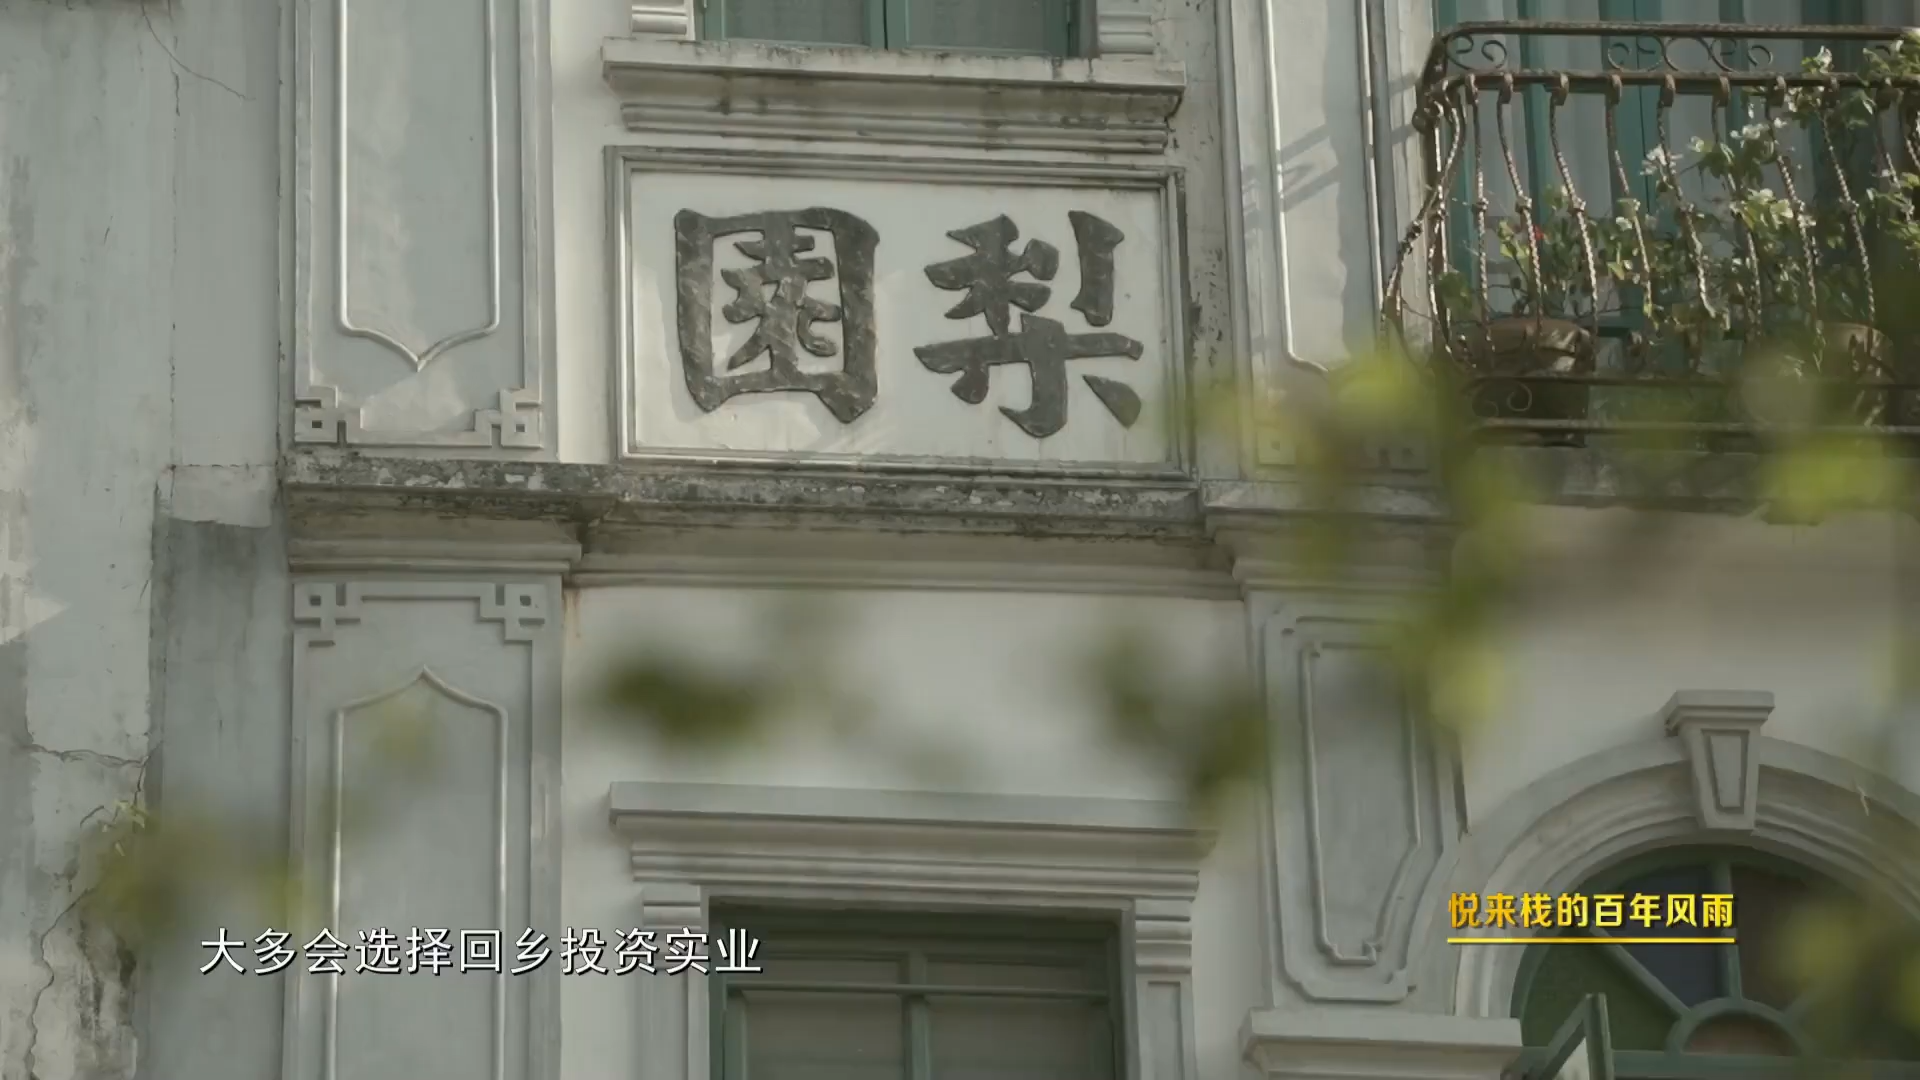 梨園
悦来栈的百年风雨
大多会选择回乡投资实业